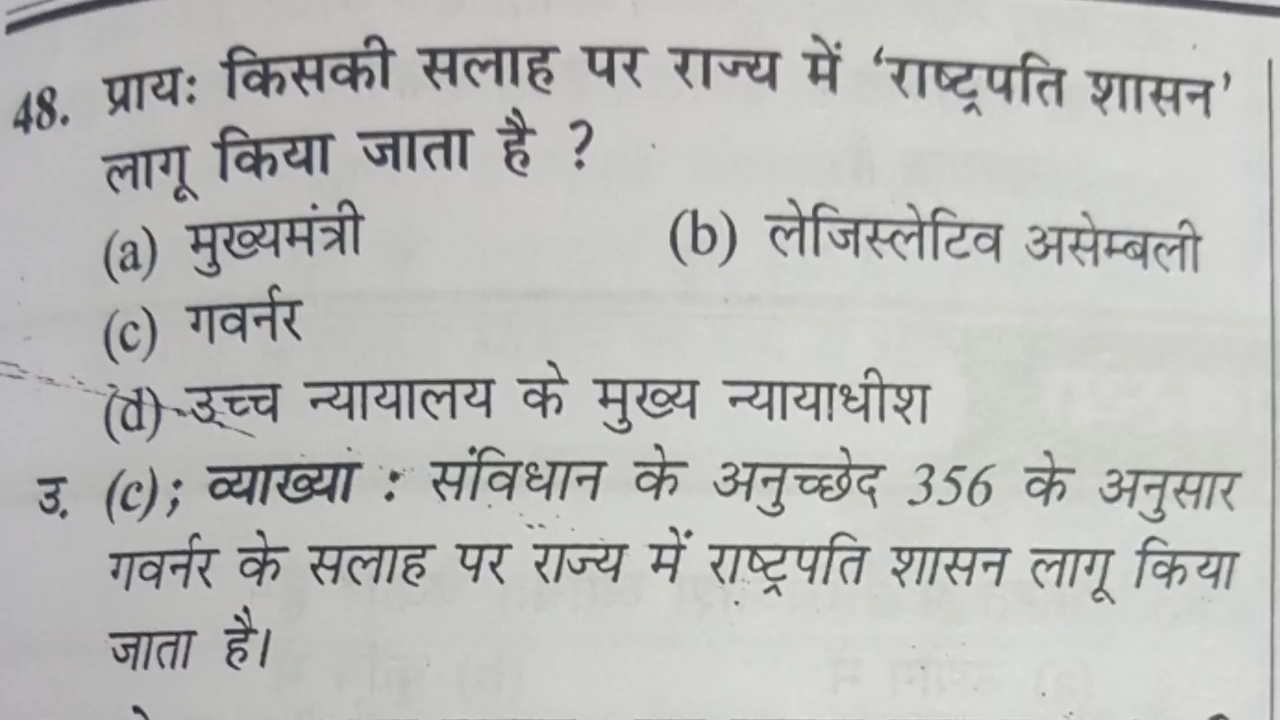 48. प्रायः किसकी सलाह पर राज्य में ‘राष्ट्रपति शासन’
लागू किया जाता है ?
(a) मुख्यमंत्री (b) लेजिस्लेटिव असेम्बली
(c) गवर्नर
(d) उच्च न्यायालय के मुख्य न्यायाधीश
उ. (c); व्याख्या : संविधान के अनुच्छेद 356 के अनुसार
गवर्नर के सलाह पर राज्य में राष्ट्रपति शासन लागू किया
जाता है।